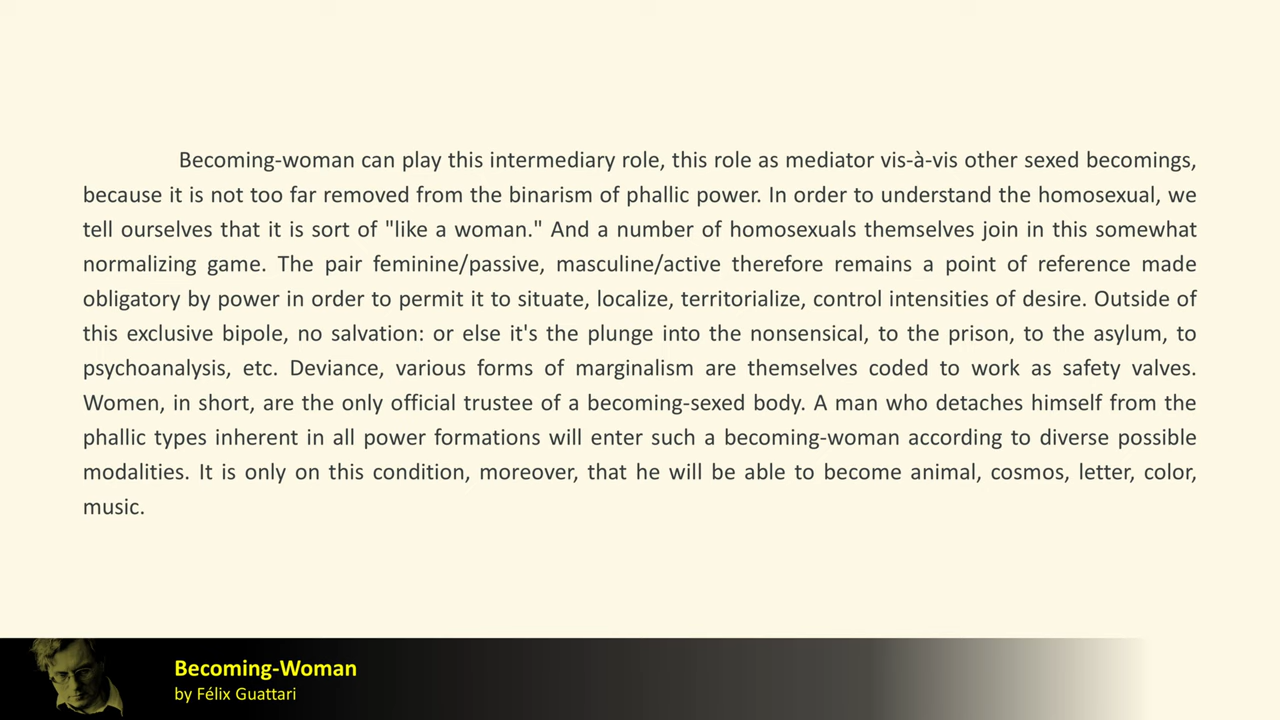 Becoming-woman can play this intermediary role, this role as mediator vis-à-vis other sexed becomings,
because it is not too far removed from the binarism of phallic power. In order to understand the homosexual, we
tell ourselves that it is sort of "like a woman." And a number of homosexuals themselves join in this somewhat
normalizing game. The pair feminine/passive, masculine/active therefore remains a point of reference made
obligatory by power in order to permit it to situate, localize, territorialize, control intensities of desire. Outside of
this exclusive bipole, no salvation: or else it's the plunge into the nonsensical, to the prison, to the asylum, to
psychoanalysis, etc. Deviance, various forms of marginalism are themselves coded to work as safety valves.
Women, in short, are the only official trustee of a becoming-sexed body. A man who detaches himself from the
phallic types inherent in all power formations will enter such a becoming-woman according to diverse possible
modalities. It is only on this condition, moreover, that he will be able to become animal, cosmos, letter, color,
music.
Becoming-Woman
by Félix Guattari